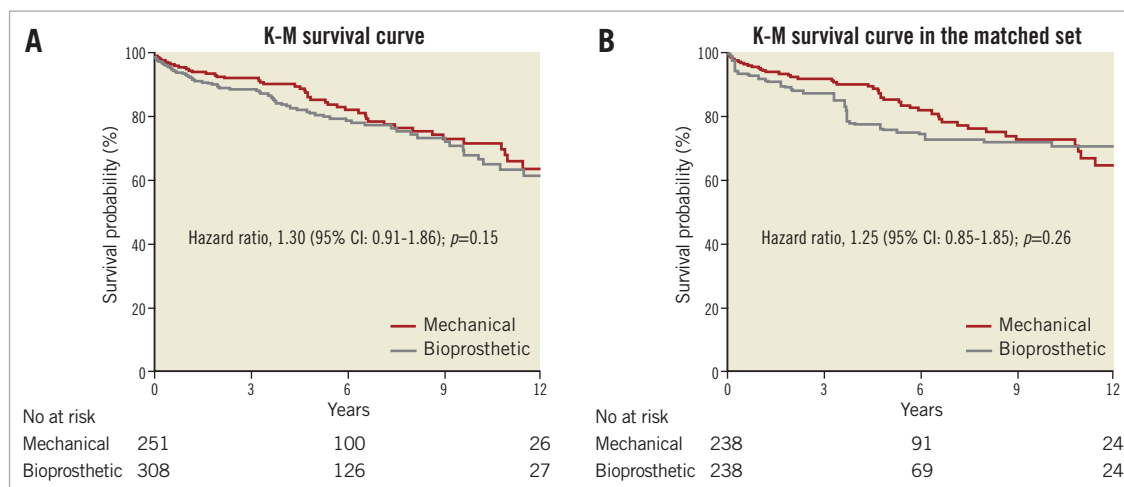 A
K-M survival curve
100
80
60
40
20
0
Survival probability (%)
Hazard ratio, 1.30 (95% CI: 0.91-1.86); p=0.15
Mechanical
Bioprosthetic
0 3 6 9 12
Years
No at risk
Mechanical 251 100 26
Bioprosthetic 308 126 27
B
K-M survival curve in the matched set
100
80
60
40
20
0
Survival probability (%)
Hazard ratio, 1.25 (95% CI: 0.85-1.85); p=0.26
Mechanical
Bioprosthetic
0 3 6 9 12
Years
No at risk
Mechanical 238 91 24
Bioprosthetic 238 69 24